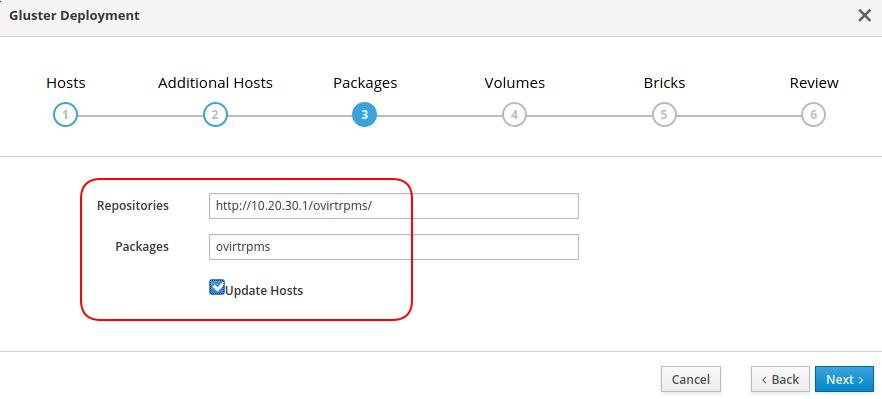 Gluster Deployment
Hosts Additional Hosts Packages Volumes Bricks Review
1 2 3 4 5 6
Repositories http://10.20.30.1/ovirtrpms/
Packages ovirtrpms
Update Hosts
Cancel < Back Next >